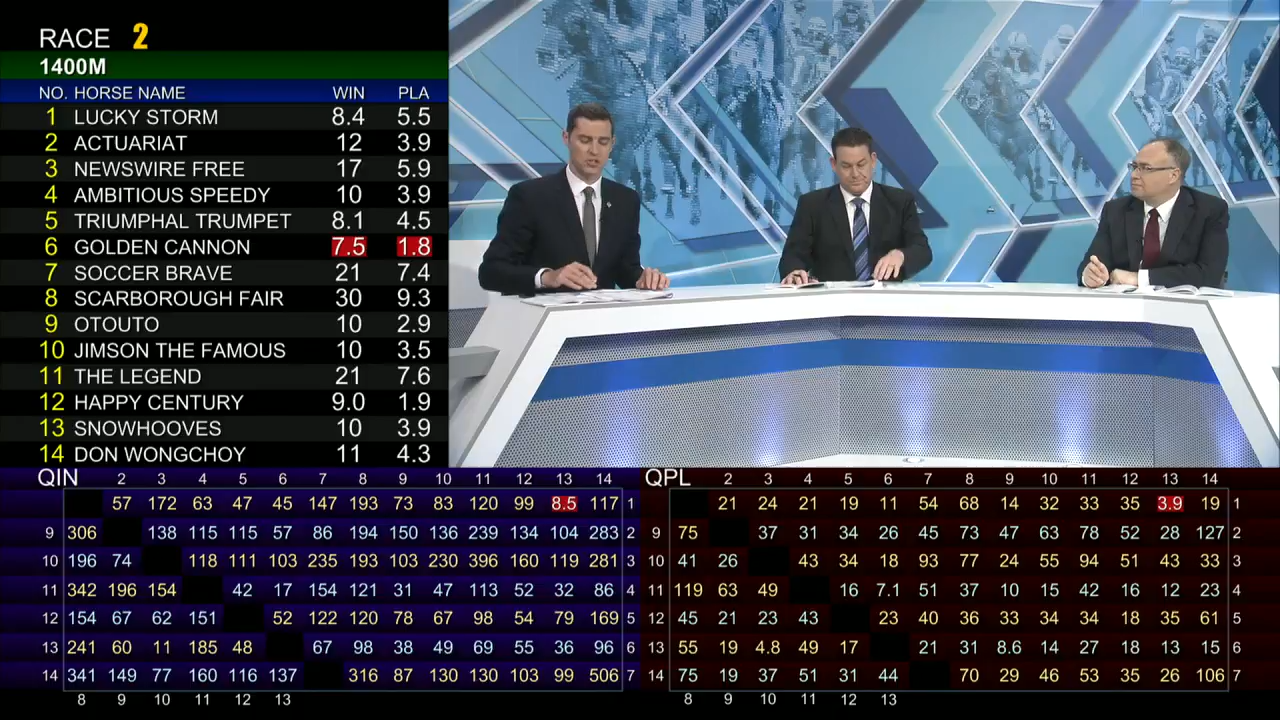 RACE 2
1400M
NO. HORSE NAME WIN PLA
1 LUCKY STORM 8.4 5.5
2 ACTUARIAT 12 3.9
3 NEWSWIRE FREE 17 5.9
4 AMBITIOUS SPEEDY 10 3.9
5 TRIUMPHAL TRUMPET 8.1 4.5
6 GOLDEN CANNON 7.5 1.8
7 SOCCER BRAVE 21 7.4
8 SCARBOROUGH FAIR 30 9.3
9 OTOUTO 10 2.9
10 JIMSON THE FAMOUS 10 3.5
11 THE LEGEND 21 7.6
12 HAPPY CENTURY 9.0 1.9
13 SNOWHOOVES 10 3.9
14 DON WONGCHOY 11 4.3
QIN 2 3 4 5 6 7 8 9 10 11 12 13 14
57 172 63 47 45 147 193 73 83 120 99 8.5 117 1
9 306 138 115 115 57 86 194 150 136 239 134 104 283 2
10 196 74 118 111 103 235 193 103 230 396 160 119 281 3
11 342 196 154 42 17 154 121 31 47 113 52 32 86 4
12 154 67 62 151 52 122 120 78 67 98 54 79 169 5
13 241 60 11 185 48 67 98 38 49 69 55 36 96 6
14 341 149 77 160 116 137 316 87 130 130 103 99 506 7
8 9 10 11 12 13
QPL 2 3 4 5 6 7 8 9 10 11 12 13 14
21 24 21 19 11 54 68 14 32 33 35 3.9 19 1
9 75 37 31 34 26 45 73 47 63 78 52 28 127 2
10 41 26 43 34 18 93 77 24 55 94 51 43 33 3
11 119 63 49 16 7.1 51 37 10 15 42 16 12 23 4
12 45 21 23 43 23 40 36 33 34 34 18 35 61 5
13 55 19 4.8 49 17 21 31 8.6 14 27 18 13 15 6
14 75 19 37 51 31 44 70 29 46 53 35 26 106 7
8 9 10 11 12 13